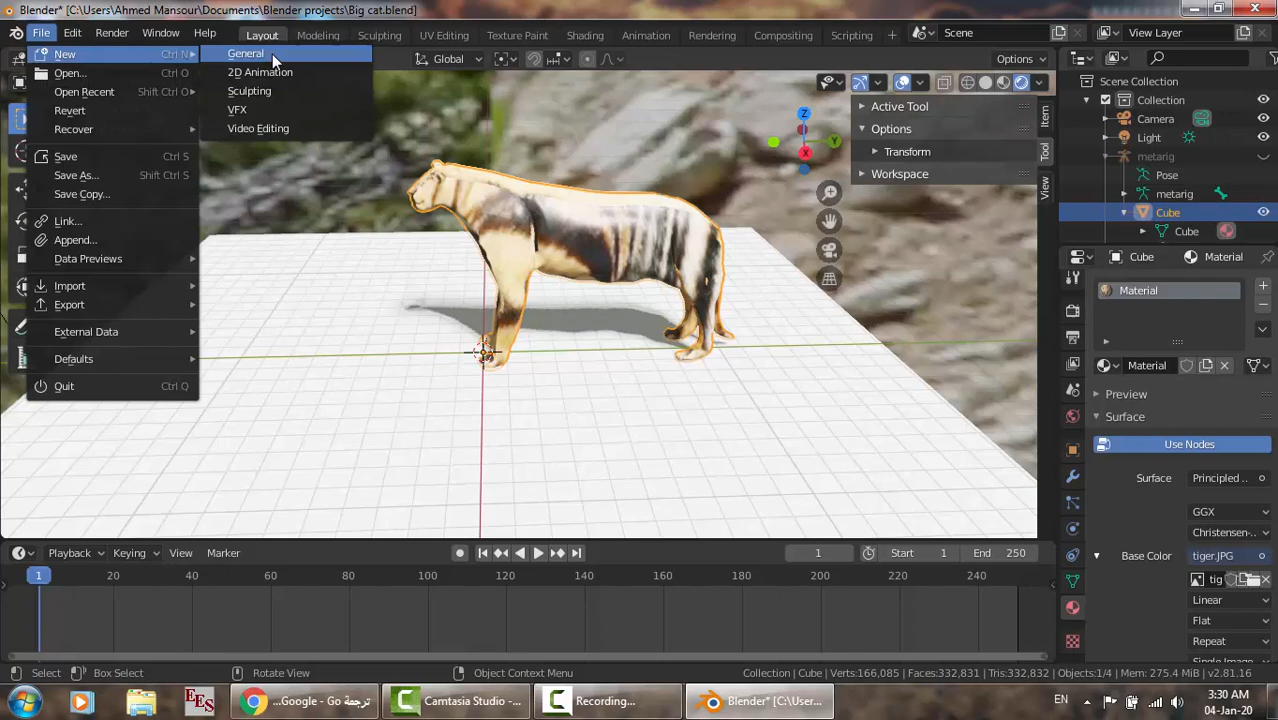 Blender* [C:\Users\Ahmed Mansour\Documents\Blender projects\Big cat.blend]
File Edit Render Window Help Layout Modeling Sculpting UV Editing Texture Paint Shading Animation Rendering Compositing Scripting Scene View Layer
New Ctrl N
General
2D Animation
Sculpting
VFX
Video Editing
Open... Ctrl O
Open Recent Shift Ctrl O
Revert
Recover
Save Ctrl S
Save As... Shift Ctrl S
Save Copy...
Link...
Append...
Data Previews
Import
Export
External Data
Defaults
Quit Ctrl Q
Global
Options
Z
Y
X
Active Tool
Options
Transform
Workspace
Item
Tool
View
Scene Collection
Collection
Camera
Light
metarig
Pose
metarig
Cube
Cube
Cube Material
Material
Material
Preview
Surface
Use Nodes
Surface Principled ..
GGX
Christensen-..
Base Color tiger.JPG
tig
Linear
Flat
Repeat
Single Image
Playback Keying View Marker 1 Start 1 End 250
1 20 40 60 80 100 120 140 160 180 200 220 240
Select Box Select Rotate View Object Context Menu Collection | Cube | Verts:166,085 | Faces:332,831 | Tris:332,832 | Objects:1/4 | Mem: 275.4 MiB | v2.81.16
EES
ترجمة Google - Go...
Camtasia Studio - ...
Recording...
Blender* [C:\User...
EN
3:30 AM
04-Jan-20